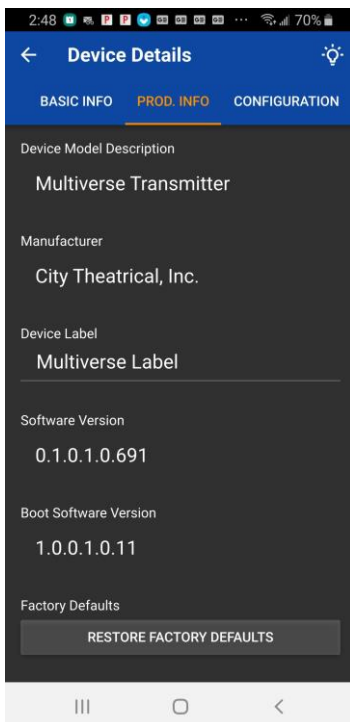 2:48 70%
Device Details
BASIC INFO PROD. INFO CONFIGURATION
Device Model Description
Multiverse Transmitter
Manufacturer
City Theatrical, Inc.
Device Label
Multiverse Label
Software Version
0.1.0.1.0.691
Boot Software Version
1.0.0.1.0.11
Factory Defaults
RESTORE FACTORY DEFAULTS